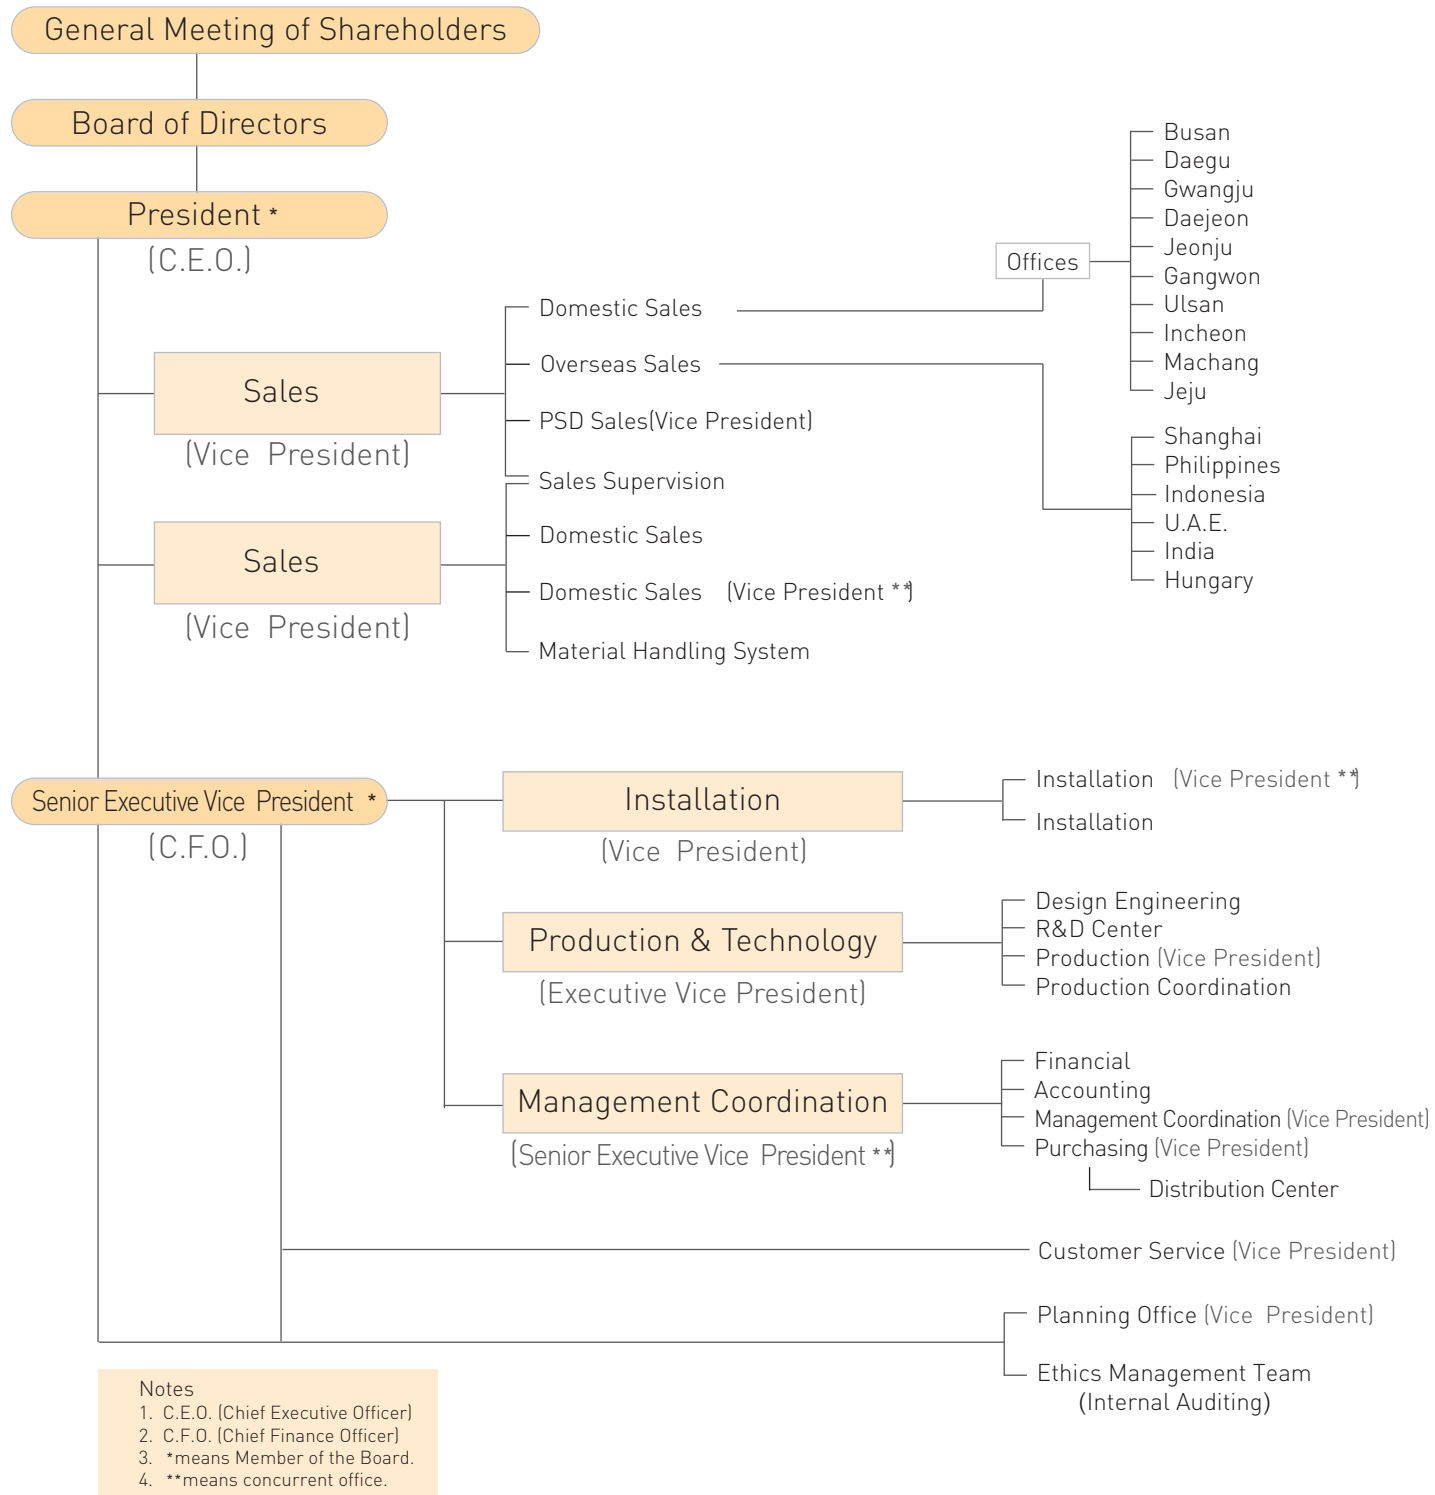 General Meeting of Shareholders
Board of Directors
President *
(C.E.O.)
Sales
(Vice President)
Domestic Sales
Overseas Sales
PSD Sales(Vice President)
Sales Supervision
Offices
Busan
Daegu
Gwangju
Daejeon
Jeonju
Gangwon
Ulsan
Incheon
Machang
Jeju
Shanghai
Philippines
Indonesia
U.A.E.
India
Hungary
Sales
(Vice President)
Domestic Sales
Domestic Sales (Vice President **)
Material Handling System
Senior Executive Vice President *
(C.F.O.)
Installation
(Vice President)
Installation (Vice President **)
Installation
Production & Technology
(Executive Vice President)
Design Engineering
R&D Center
Production (Vice President)
Production Coordination
Management Coordination
(Senior Executive Vice President **)
Financial
Accounting
Management Coordination (Vice President)
Purchasing (Vice President)
Distribution Center
Customer Service (Vice President)
Planning Office (Vice President)
Ethics Management Team
(Internal Auditing)
Notes
1. C.E.O. (Chief Executive Officer)
2. C.F.O. (Chief Finance Officer)
3. *means Member of the Board.
4. **means concurrent office.